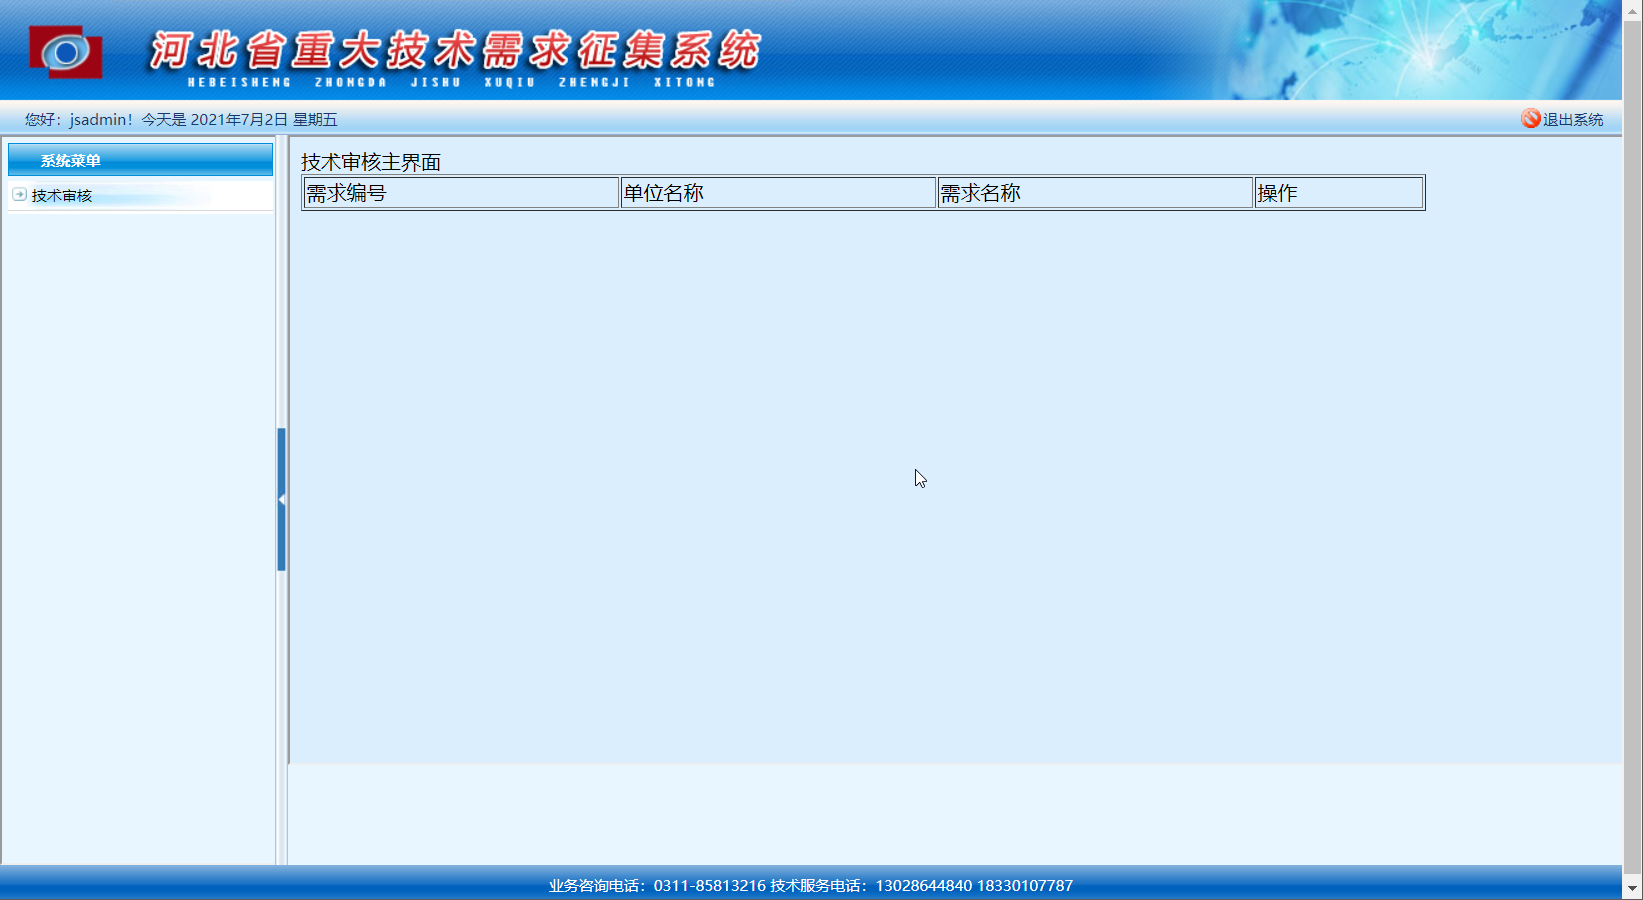 河北省重大技术需求征集系统
HEBEISHENG ZHONGDA JISHU XUQIU ZHENGJI XITONG
您好：jsadmin！今天是 2021年7月2日 星期五
退出系统
系统菜单
技术审核
技术审核主界面
需求编号 单位名称 需求名称 操作
业务咨询电话：0311-85813216 技术服务电话：13028644840 18330107787